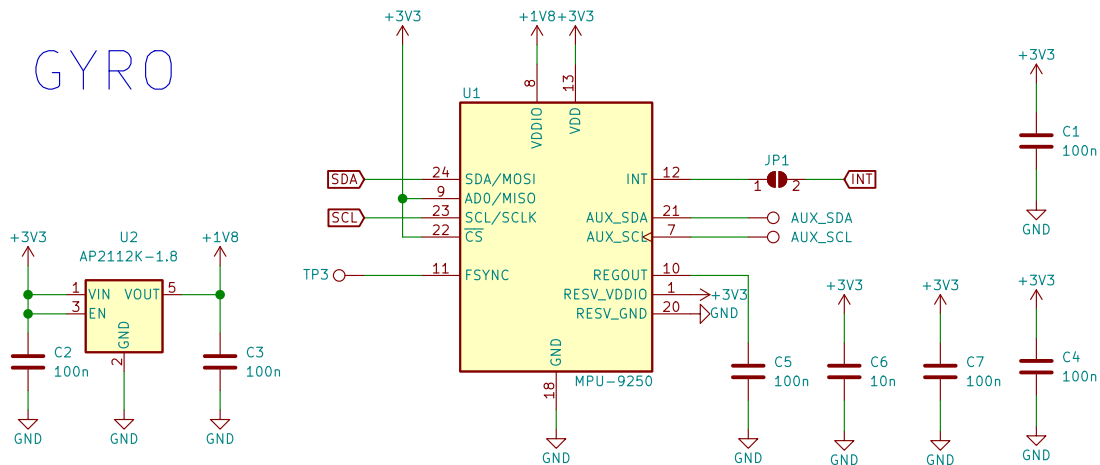 GYRO
+3V3
+1V8
+3V3
+3V3
8
13
U1
VDDIO
VDD
C1
100n
GND
SDA
24
SDA/MOSI
9
AD0/MISO
SCL
23
SCL/SCLK
22
CS
TP3
11
FSYNC
INT
12
JP1
1
2
INT
AUX_SDA
21
AUX_SDA
AUX_SCL
7
AUX_SCL
REGOUT
10
RESV_VDDIO
1
+3V3
RESV_GND
20
GND
GND
18
MPU-9250
GND
+3V3
U2
AP2112K-1.8
+1V8
1
VIN
VOUT
5
3
EN
GND
2
C2
100n
C3
100n
GND
GND
GND
C5
100n
GND
+3V3
C6
10n
GND
+3V3
C7
100n
GND
+3V3
C4
100n
GND